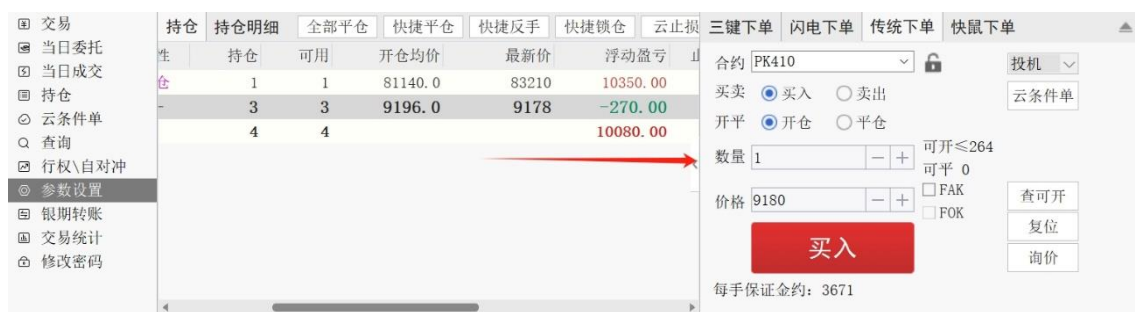 交易
当日委托
当日成交
持仓
云条件单
查询
行权\自对冲
参数设置
银期转账
交易统计
修改密码
持仓 持仓明细 全部平仓 快捷平仓 快捷反手 快捷锁仓 云止损
性 持仓 可用 开仓均价 最新价 浮动盈亏 止
仓 1 1 81140.0 83210 10350.00
- 3 3 9196.0 9178 -270.00
4 4 10080.00
三键下单 闪电下单 传统下单 快鼠下单
合约 PK410 投机
买卖 买入 卖出 云条件单
开平 开仓 平仓
数量 1 - + 可开≤264
可平 0
价格 9180 - + FAK 查可开
FOK 复位
买入 询价
每手保证金约: 3671